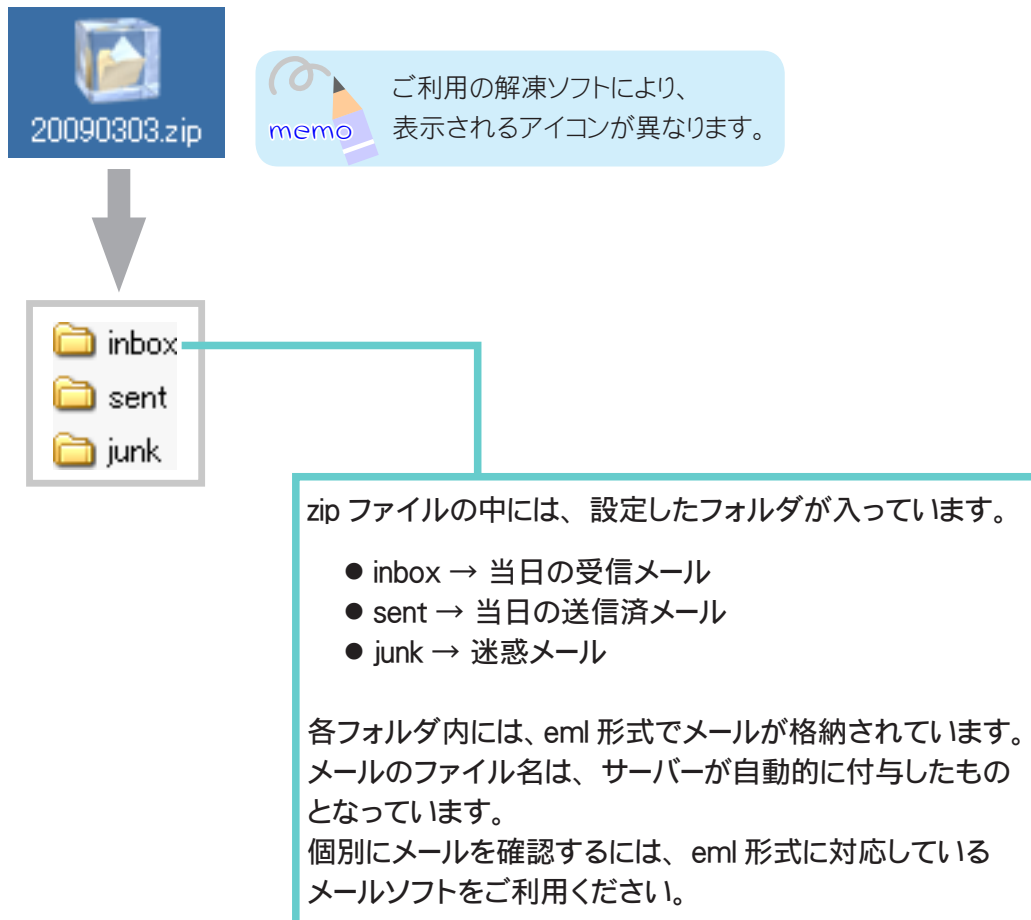 20090303.zip
memo
ご利用の解凍ソフトにより、
表示されるアイコンが異なります。
inbox
sent
junk
zip ファイルの中には、設定したフォルダが入っています。
● inbox → 当日の受信メール
● sent → 当日の送信済メール
● junk → 迷惑メール
各フォルダ内には、eml 形式でメールが格納されています。
メールのファイル名は、サーバーが自動的に付与したもの
となっています。
個別にメールを確認するには、eml 形式に対応している
メールソフトをご利用ください。